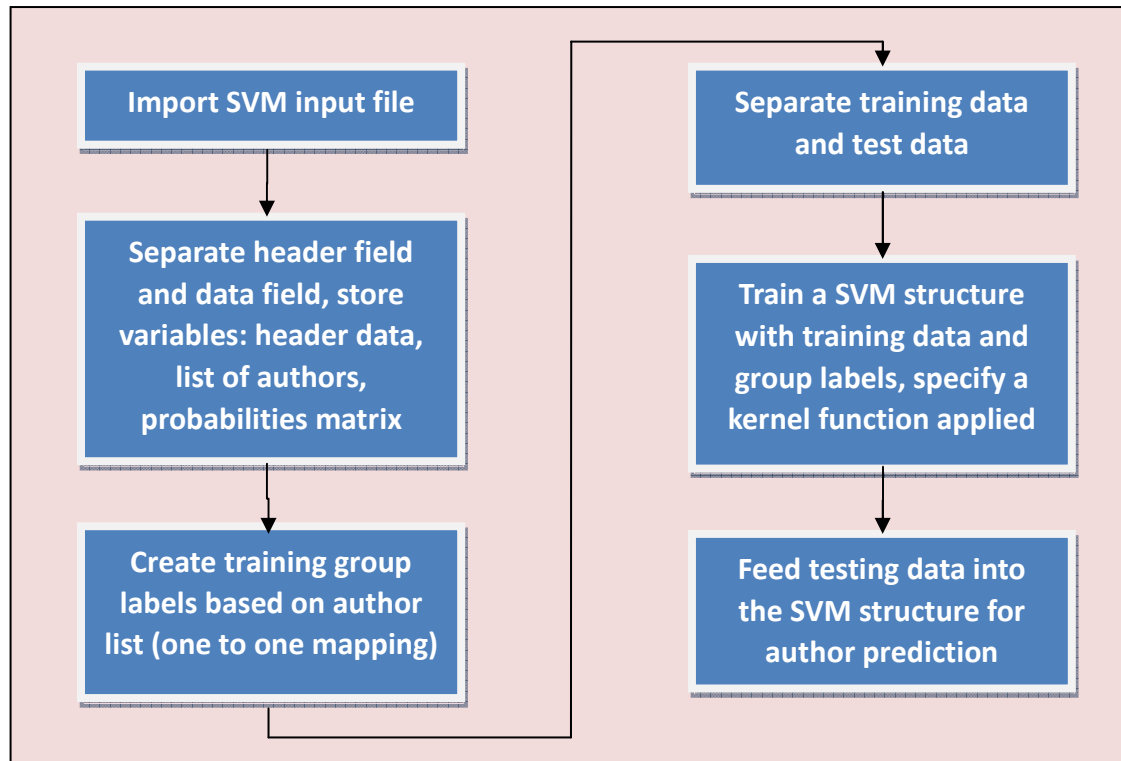 Import SVM input file
Separate header field
and data field, store
variables: header data,
list of authors,
probabilities matrix
Create training group
labels based on author
list (one to one mapping)
Separate training data
and test data
Train a SVM structure
with training data and
group labels, specify a
kernel function applied
Feed testing data into
the SVM structure for
author prediction